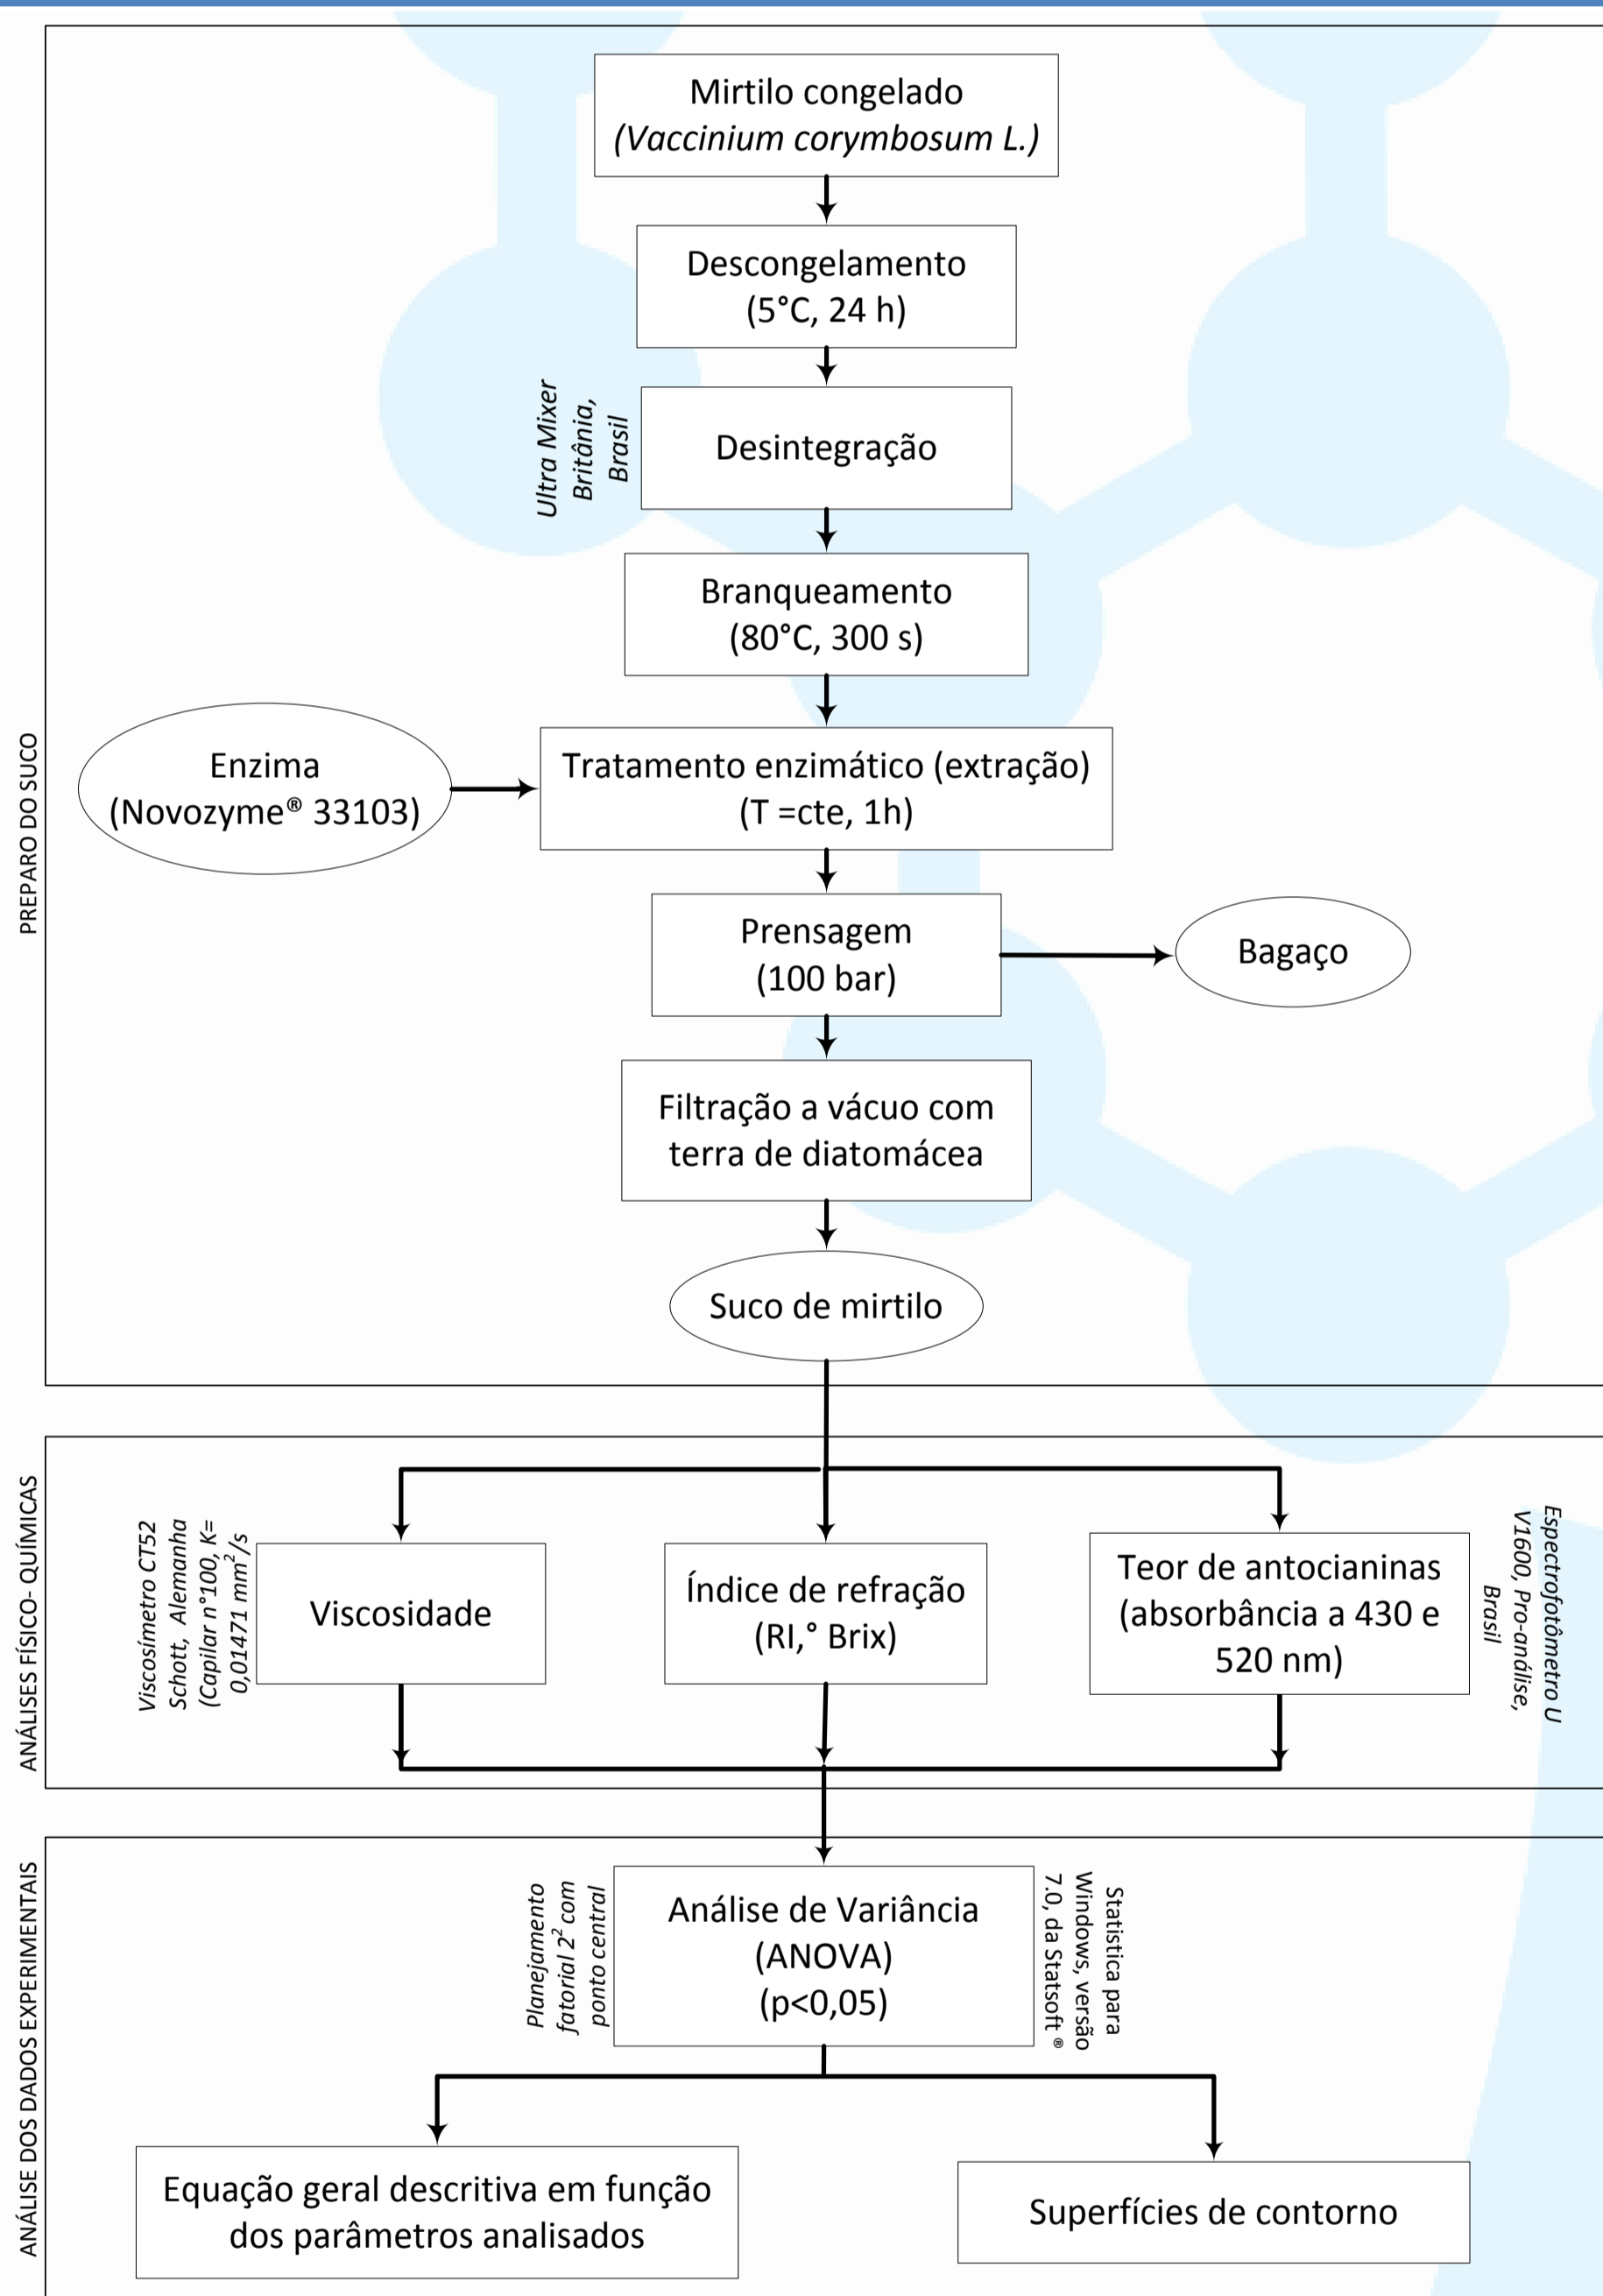 PREPARO DO SUCO
Mirtilo congelado
(Vaccinium corymbosum L.)
Descongelamento
(5°C, 24 h)
Ultra Mixer
Britânia,
Brasil
Desintegração
Branqueamento
(80°C, 300 s)
Enzima
(Novozyme® 33103)
Tratamento enzimático (extração)
(T =cte, 1h)
Prensagem
(100 bar)
Bagaço
Filtração a vácuo com
terra de diatomácea
Suco de mirtilo
ANÁLISES FÍSICO- QUÍMICAS
Viscosímetro CT52
Schott, Alemanha
(Capilar n°100, K=
0,01471 mm²/s
Viscosidade
Índice de refração
(RI,° Brix)
Teor de antocianinas
(absorbância a 430 e
520 nm)
Espectrofotômetro U
V1600, Pro-análise,
Brasil
ANÁLISE DOS DADOS EXPERIMENTAIS
Planejamento
fatorial 2² com
ponto central
Análise de Variância
(ANOVA)
(p<0,05)
Statistica para
Windows, versão
7.0, da Statsoft ®
Equação geral descritiva em função
dos parâmetros analisados
Superfícies de contorno